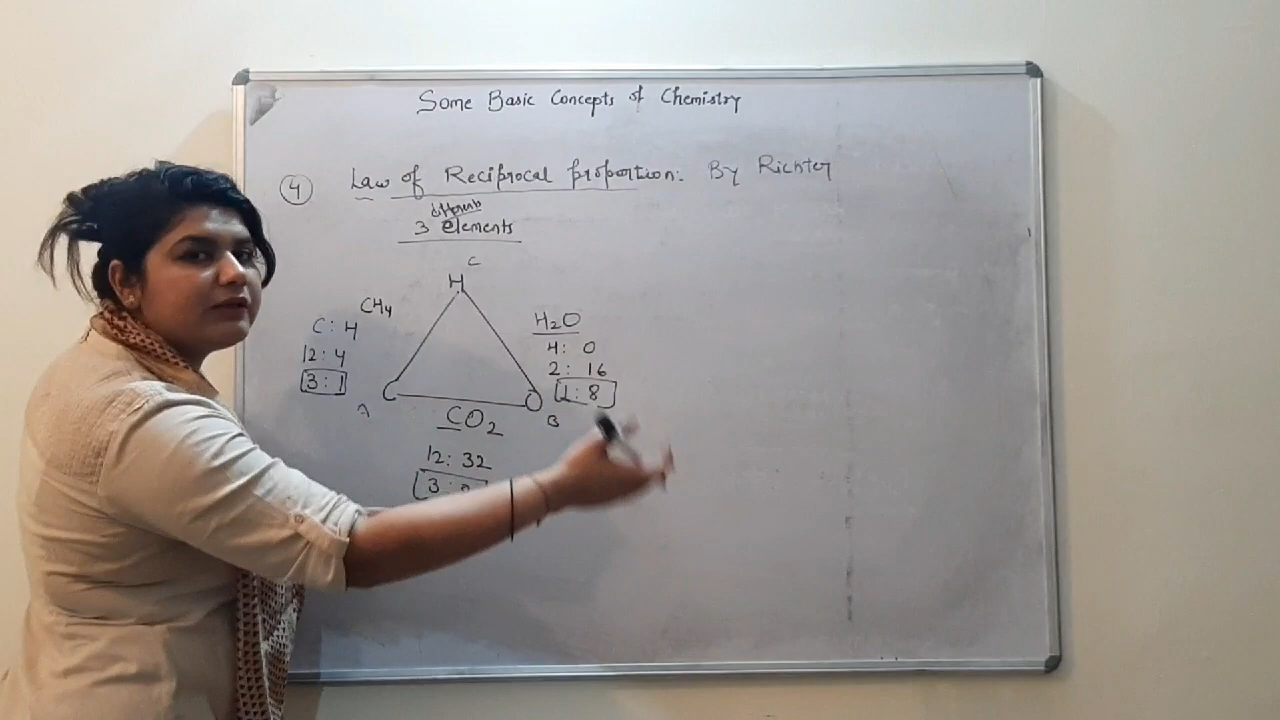 Some Basic Concepts of Chemistry
4 Law of Reciprocal proportion: By Richter
different
3 elements
C
H
CH4
C : H
12 : 4
3 : 1
H2O
H : O
2 : 16
1 : 8
C
O
A
B
CO2
12 : 32
3 :